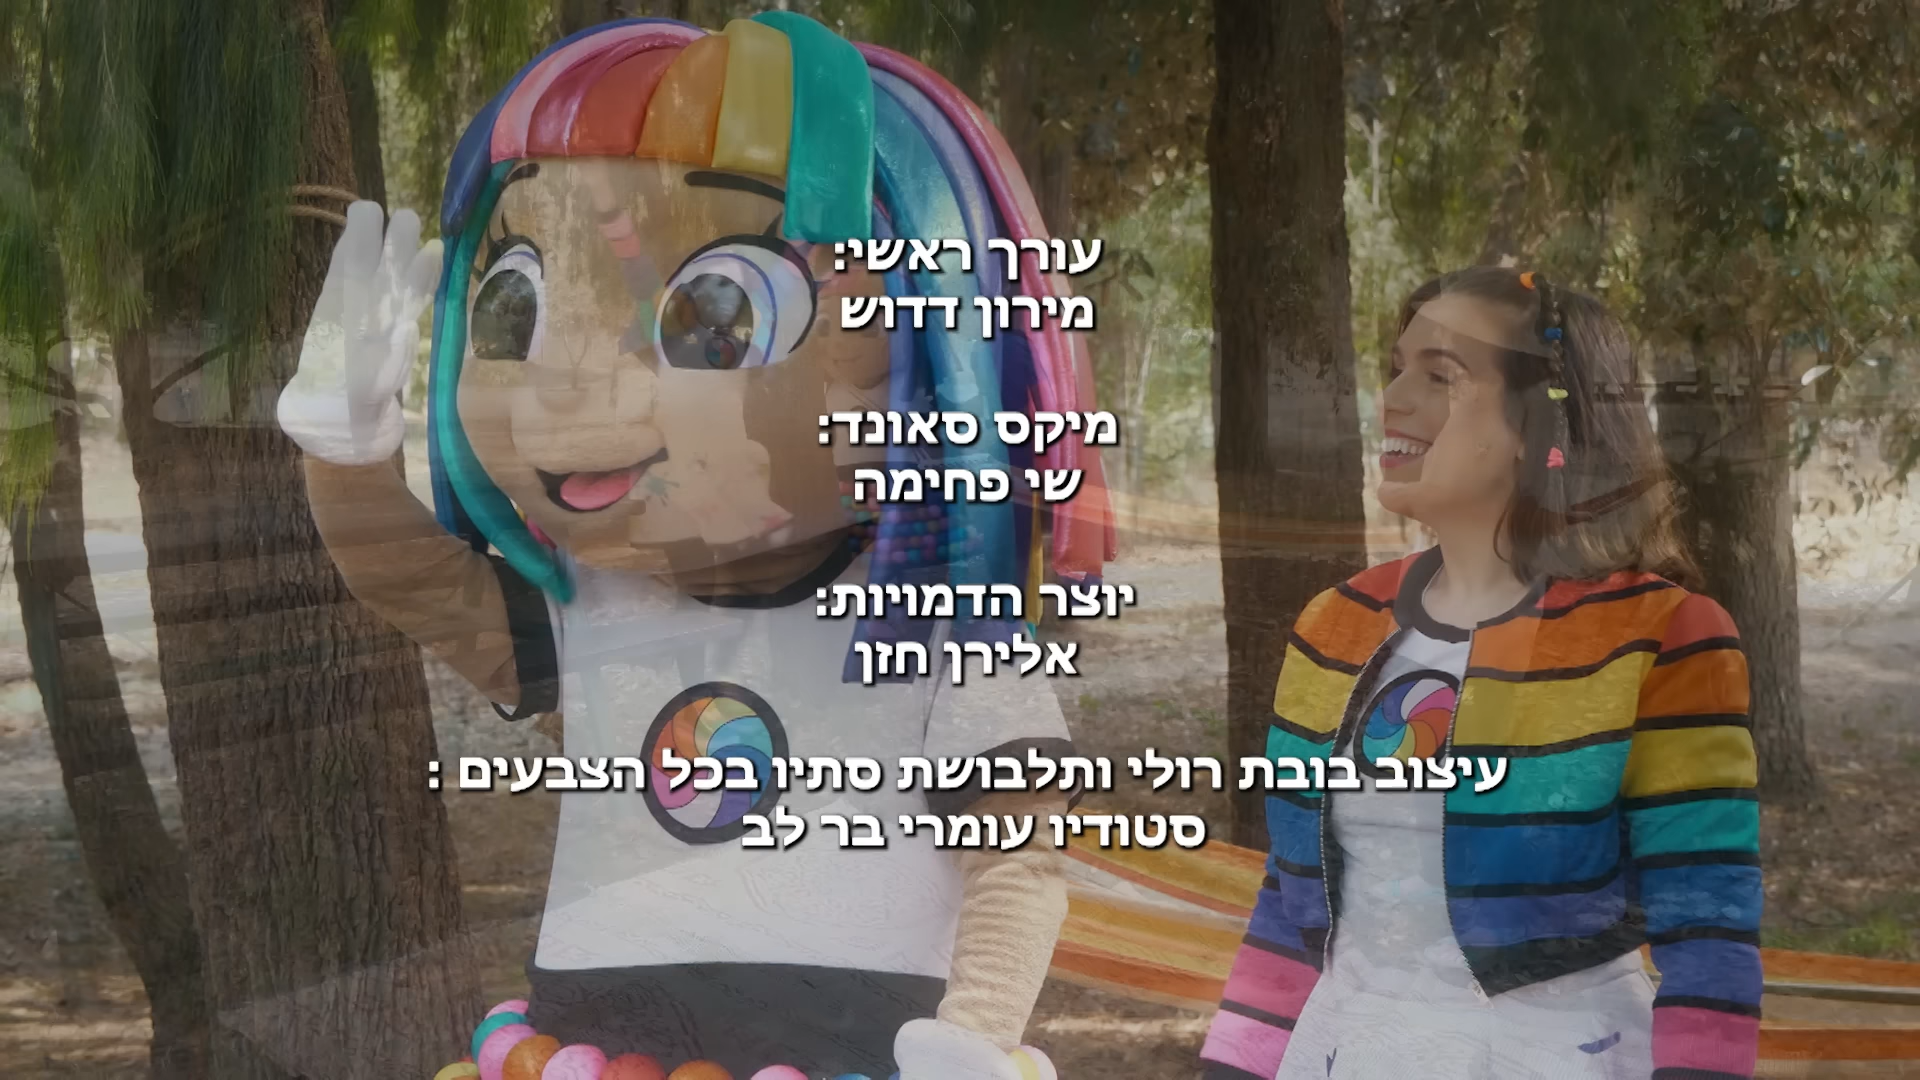 עורך ראשי:
מירון דדוש
מיקס סאונד:
שי פחימה
יוצר הדמויות:
אלירן חזן
עיצוב בובת רולי ותלבושת סתיו בכל הצבעים :
סטודיו עומרי בר לב